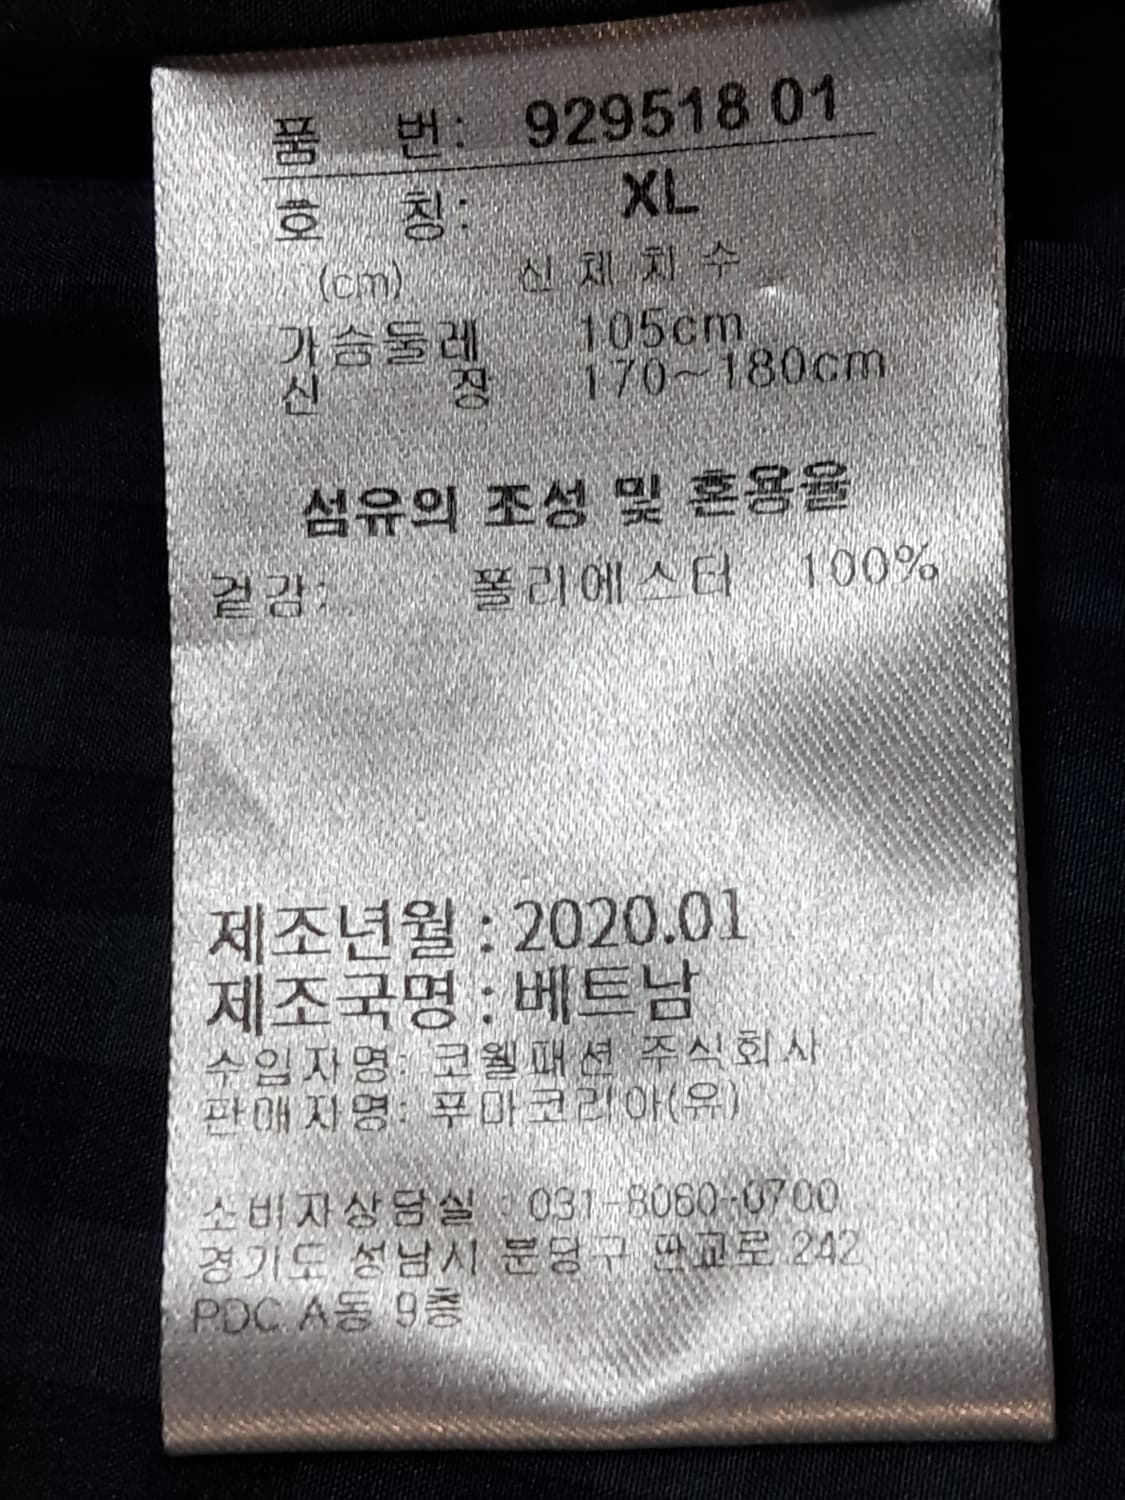 품 번: 929518 01
호 칭: XL
(cm) 신체치수
가슴둘레 105cm
신 장 170~180cm
섬유의 조성 및 혼용율
겉감: 폴리에스터 100%
제조년월 : 2020.01
제조국명 : 베트남
수입자명: 코웰패션 주식회사
판매자명: 푸마코리아(유)
소비자상담실 : 031-8060-0700
경기도 성남시 분당구 판교로 242
PDC A동 9층